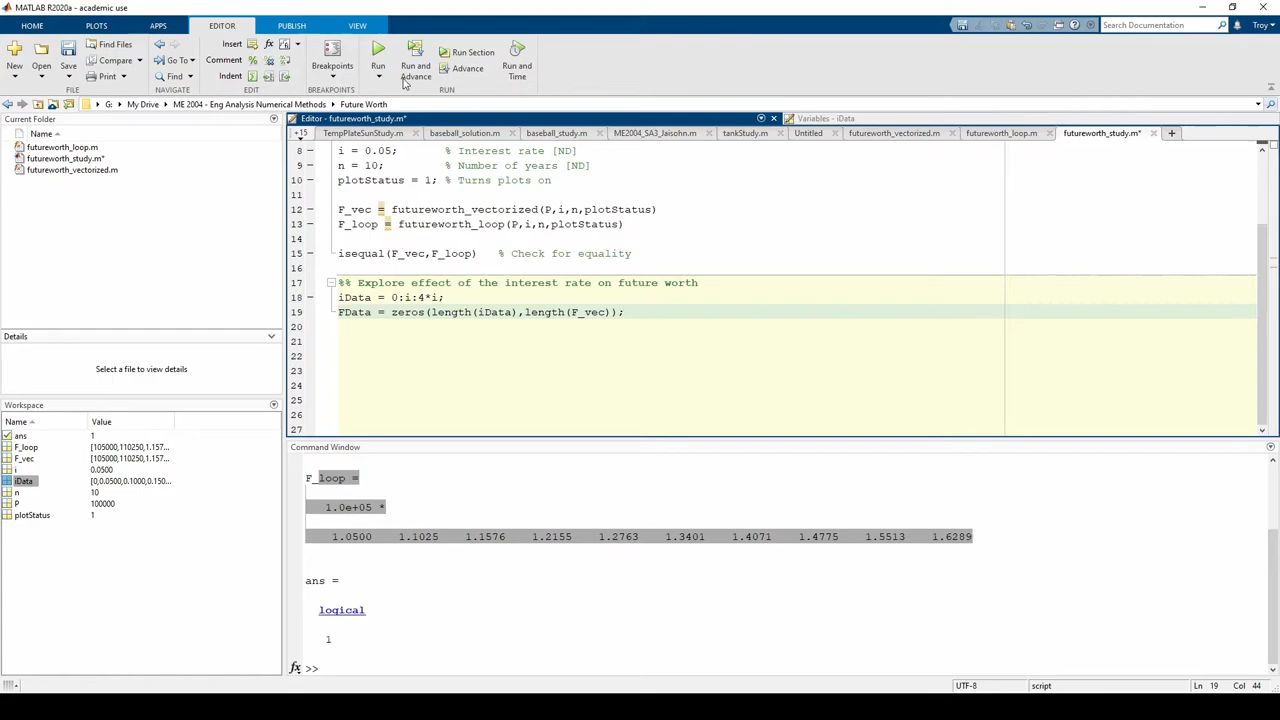 MATLAB R2020a - academic use
HOME PLOTS APPS EDITOR PUBLISH VIEW
Search Documentation Troy
New Open Save Find Files Compare Print
Go To Find
Insert fx Comment Indent
Breakpoints Run Run and Advance Run Section Advance Run and Time
FILE NAVIGATE EDIT BREAKPOINTS RUN
G: My Drive ME 2004 - Eng Analysis Numerical Methods Future Worth
Current Folder
Name
futureworth_loop.m
futureworth_study.m*
futureworth_vectorized.m
Details
Select a file to view details
Workspace
Name Value
ans 1
F_loop [105000,110250,1.157...
F_vec [105000,110250,1.157...
i 0.0500
iData [0,0.0500,0.1000,0.150...
n 10
P 100000
plotStatus 1
Editor - futureworth_study.m* Variables - iData
+15 TempPlateSunStudy.m baseball_solution.m baseball_study.m ME2004_SA3_Jaisohn.m tankStudy.m Untitled futureworth_vectorized.m futureworth_loop.m futureworth_study.m* +
8 i = 0.05; % Interest rate [ND]
9 n = 10; % Number of years [ND]
10 plotStatus = 1; % Turns plots on
11
12 F_vec = futureworth_vectorized(P,i,n,plotStatus)
13 F_loop = futureworth_loop(P,i,n,plotStatus)
14
15 isequal(F_vec,F_loop) % Check for equality
16
17 %% Explore effect of the interest rate on future worth
18 iData = 0:i:4*i;
19 FData = zeros(length(iData),length(F_vec));
20
21
22
23
24
25
26
27
Command Window
F_loop =
1.0e+05 *
1.0500 1.1025 1.1576 1.2155 1.2763 1.3401 1.4071 1.4775 1.5513 1.6289
ans =
logical
1
fx >>
UTF-8 script Ln 19 Col 44